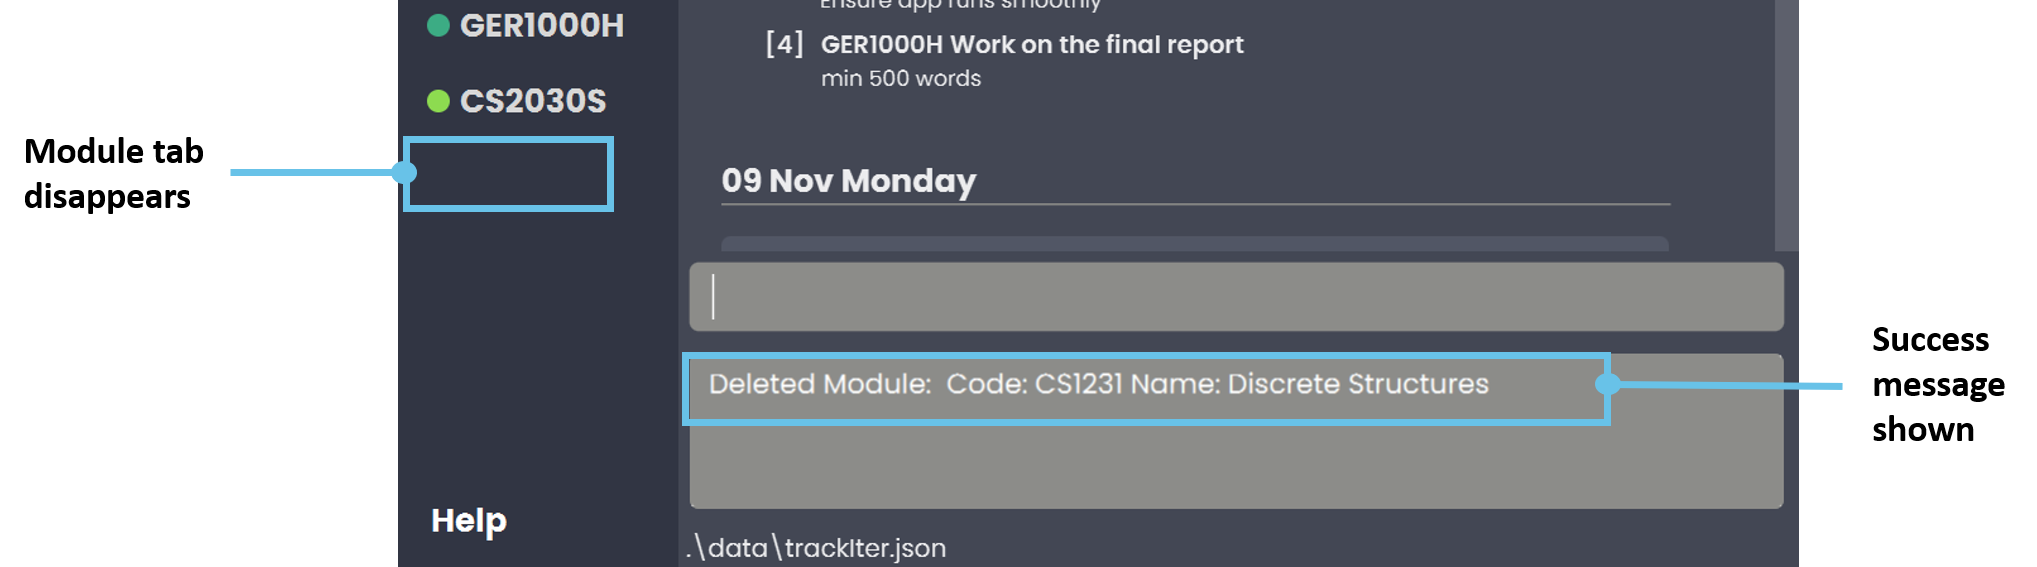 Ensure app runs smoothly
GER1000H
[4] GER1000H Work on the final report
min 500 words
CS2030S
Module tab
disappears
09 Nov Monday
Deleted Module:  Code: CS1231 Name: Discrete Structures
Success
message
shown
Help
.\data\trackIter.json